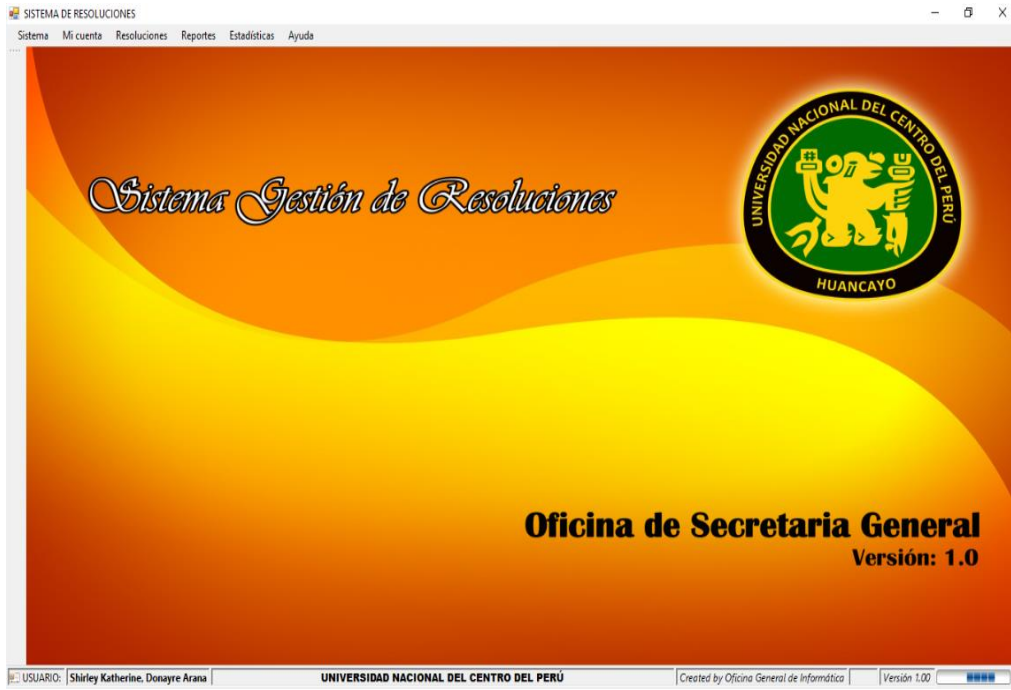 SISTEMA DE RESOLUCIONES
Sistema Mi cuenta Resoluciones Reportes Estadísticas Ayuda
Sistema Gestión de Resoluciones
UNIVERSIDAD NACIONAL DEL CENTRO DEL PERÚ
HUANCAYO
Oficina de Secretaria General
Versión: 1.0
USUARIO: Shirley Katherine, Donayre Arana UNIVERSIDAD NACIONAL DEL CENTRO DEL PERÚ Created by Oficina General de Informática Versión 1.00